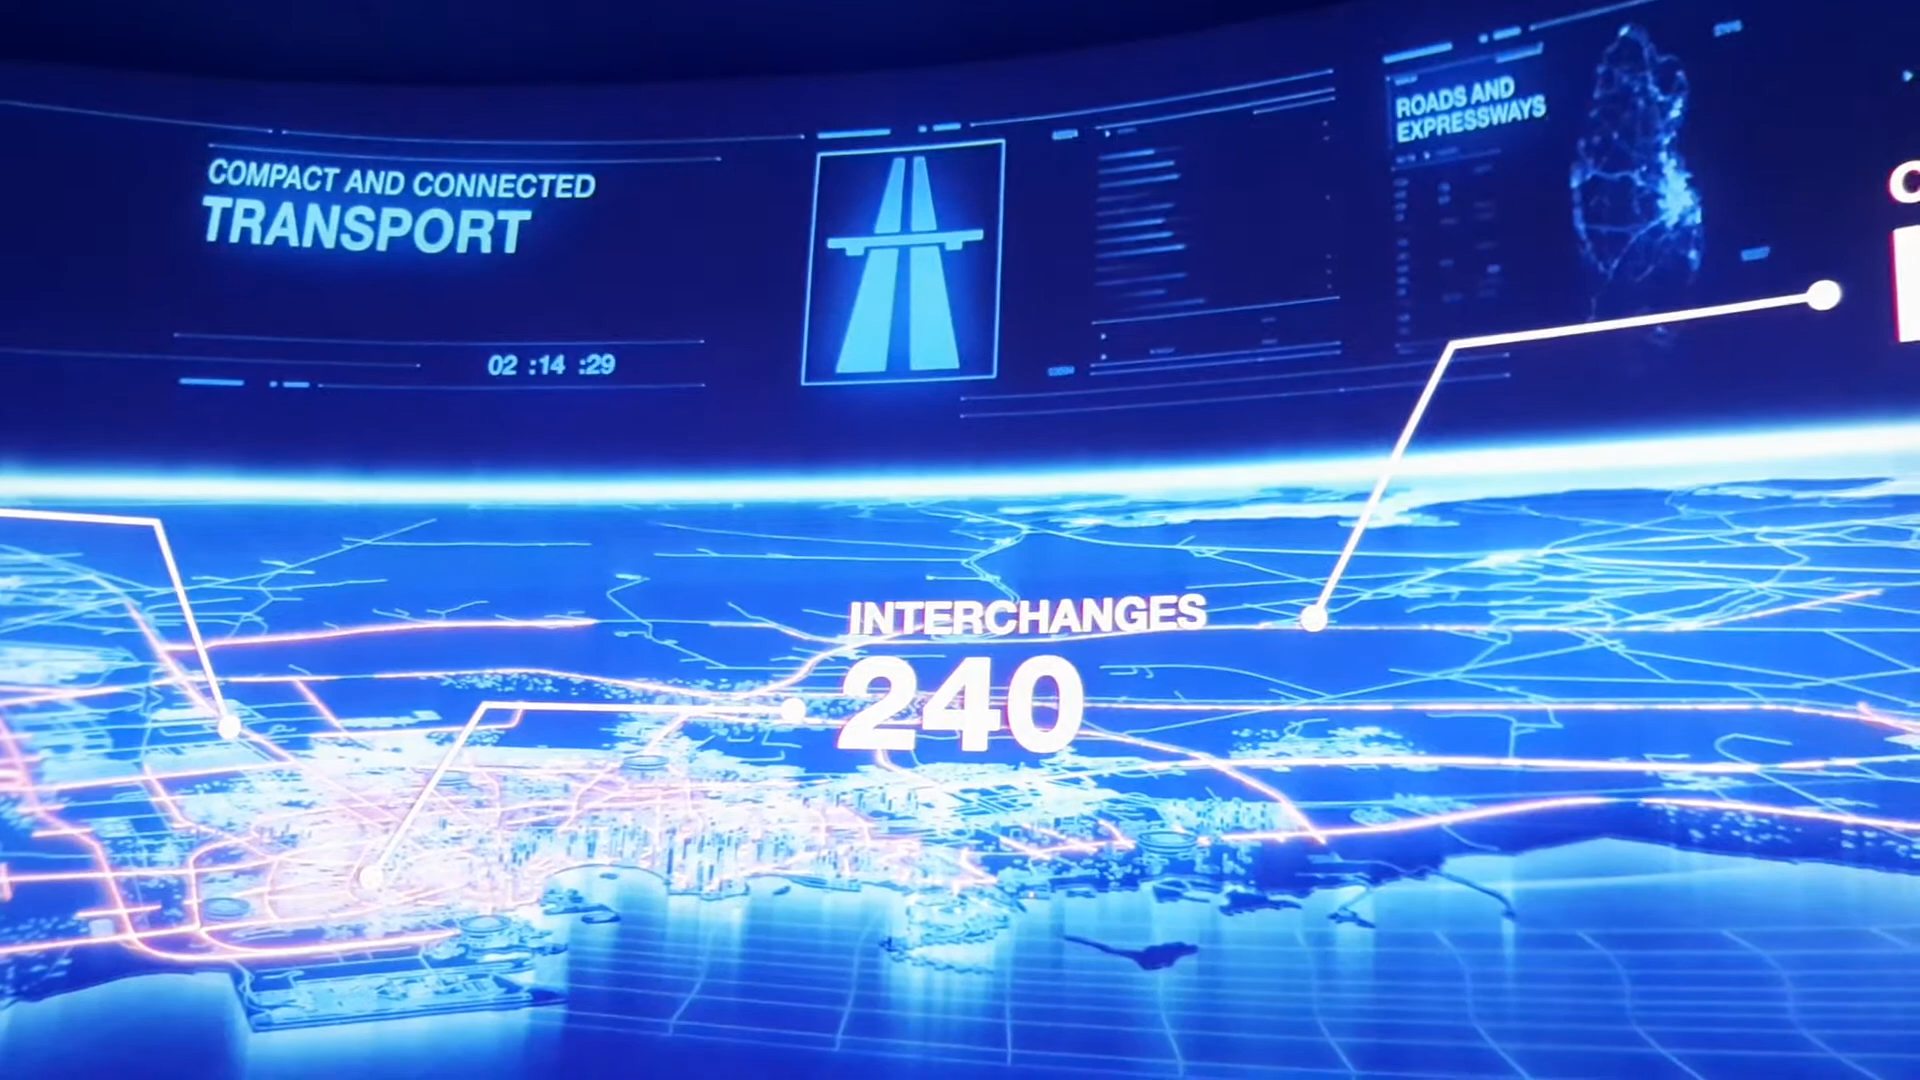 COMPACT AND CONNECTED
TRANSPORT
02 :14 :29
ROADS AND
EXPRESSWAYS
INTERCHANGES
240